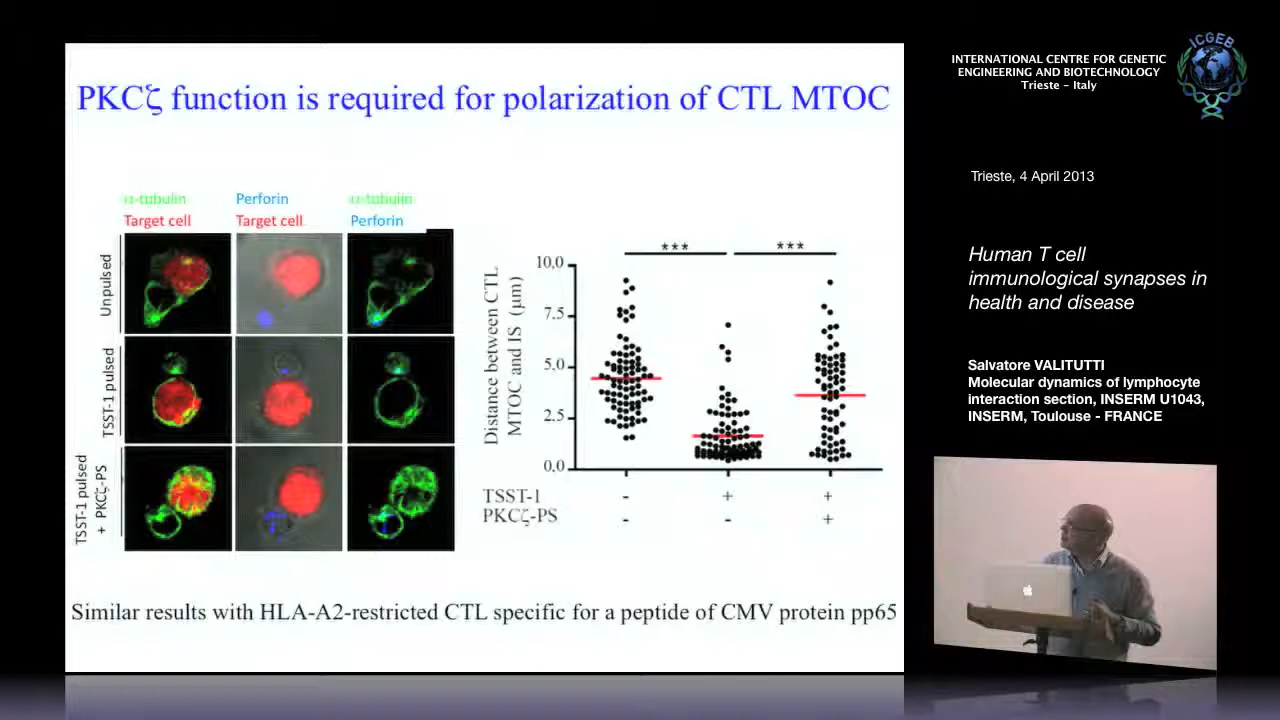 PKCζ function is required for polarization of CTL MTOC
α-tubulin
Target cell
Perforin
Target cell
α-tubulin
Perforin
Unpulsed
TSST-1 pulsed
TSST-1 pulsed
+ PKCζ-PS
Distance between CTL
MTOC and IS (µm)
10.0
7.5
5.0
2.5
0.0
*** ***
TSST-1 - + +
PKCζ-PS - - +
Similar results with HLA-A2-restricted CTL specific for a peptide of CMV protein pp65
INTERNATIONAL CENTRE FOR GENETIC
ENGINEERING AND BIOTECHNOLOGY
Trieste - Italy
ICGEB
Trieste, 4 April 2013
Human T cell
immunological synapses in
health and disease
Salvatore VALITUTTI
Molecular dynamics of lymphocyte
interaction section, INSERM U1043,
INSERM, Toulouse - FRANCE